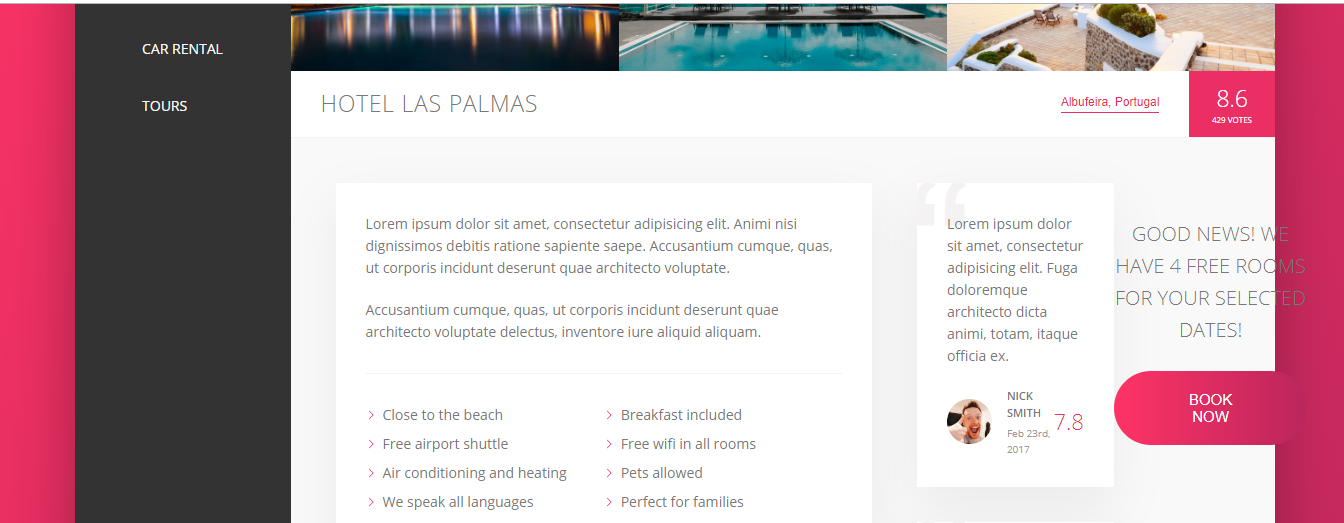 CAR RENTAL
TOURS
HOTEL LAS PALMAS
Albufeira, Portugal
8.6
429 VOTES
Lorem ipsum dolor sit amet, consectetur adipisicing elit. Animi nisi
dignissimos debitis ratione sapiente saepe. Accusantium cumque, quas,
ut corporis incidunt deserunt quae architecto voluptate.
Accusantium cumque, quas, ut corporis incidunt deserunt quae
architecto voluptate delectus, inventore iure aliquid aliquam.
Close to the beach
Breakfast included
Free airport shuttle
Free wifi in all rooms
Air conditioning and heating
Pets allowed
We speak all languages
Perfect for families
“
Lorem ipsum dolor
sit amet, consectetur
adipisicing elit. Fuga
doloremque
architecto dicta
animi, totam, itaque
officia ex.
NICK
SMITH
Feb 23rd,
2017
7.8
GOOD NEWS! WE
HAVE 4 FREE ROOMS
FOR YOUR SELECTED
DATES!
BOOK
NOW